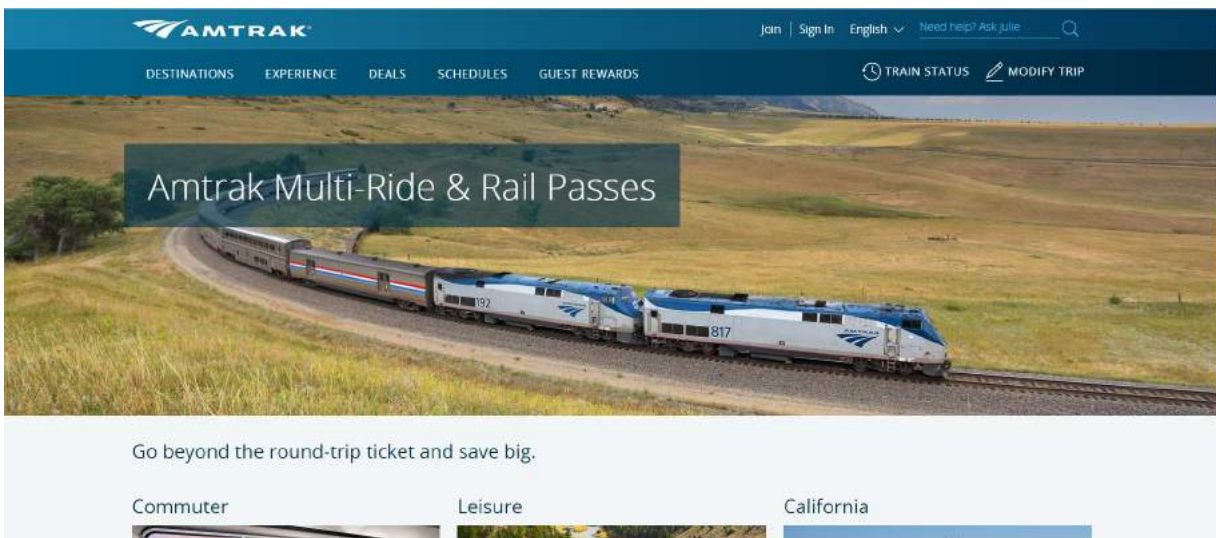 AMTRAK
Join | Sign In English Need help? Ask Julie
DESTINATIONS EXPERIENCE DEALS SCHEDULES GUEST REWARDS TRAIN STATUS MODIFY TRIP
Amtrak Multi-Ride & Rail Passes
192
817
AMTRAK
Go beyond the round-trip ticket and save big.
Commuter Leisure California